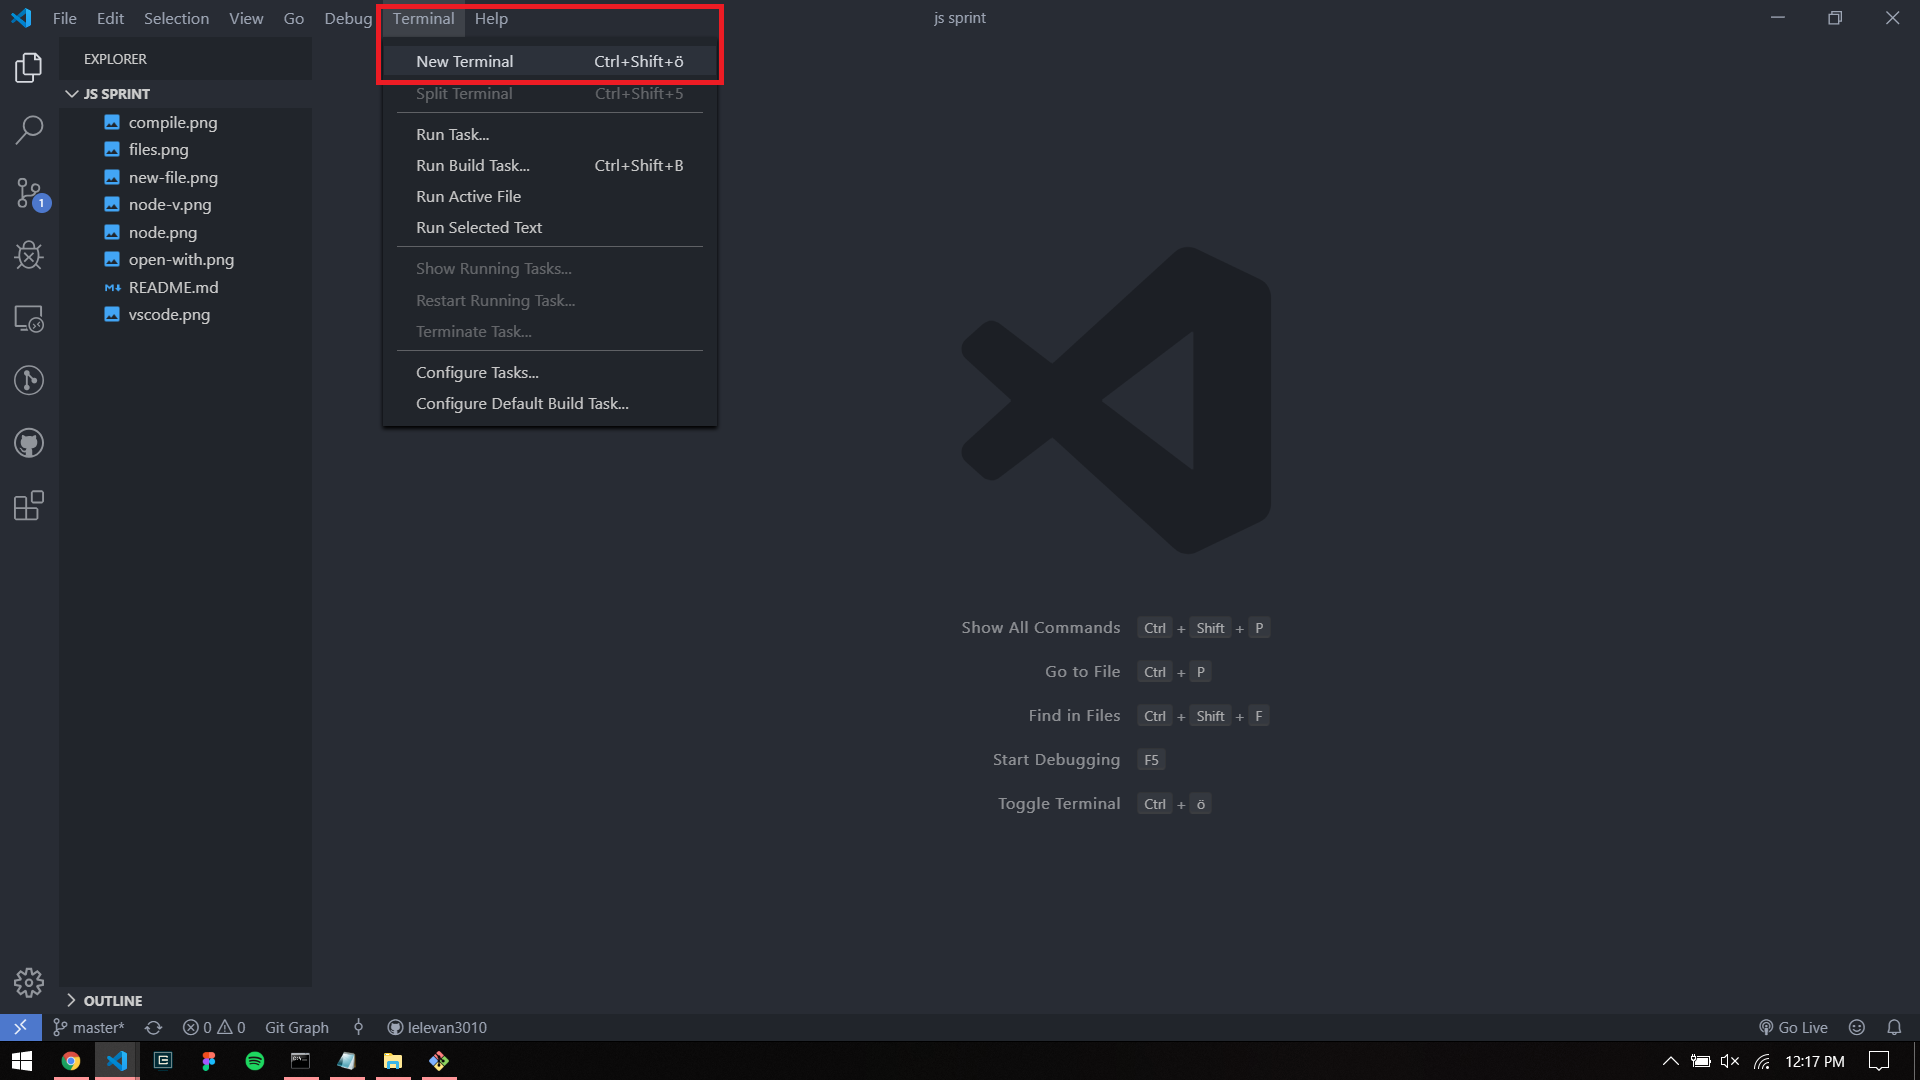 File Edit Selection View Go Debug Terminal Help
js sprint
EXPLORER
JS SPRINT
compile.png
files.png
new-file.png
node-v.png
node.png
open-with.png
README.md
vscode.png
1
New Terminal Ctrl+Shift+ö
Split Terminal Ctrl+Shift+5
Run Task...
Run Build Task... Ctrl+Shift+B
Run Active File
Run Selected Text
Show Running Tasks...
Restart Running Task...
Terminate Task...
Configure Tasks...
Configure Default Build Task...
Show All Commands Ctrl + Shift + P
Go to File Ctrl + P
Find in Files Ctrl + Shift + F
Start Debugging F5
Toggle Terminal Ctrl + ö
OUTLINE
master* 0 0 Git Graph lelevan3010 Go Live
12:17 PM